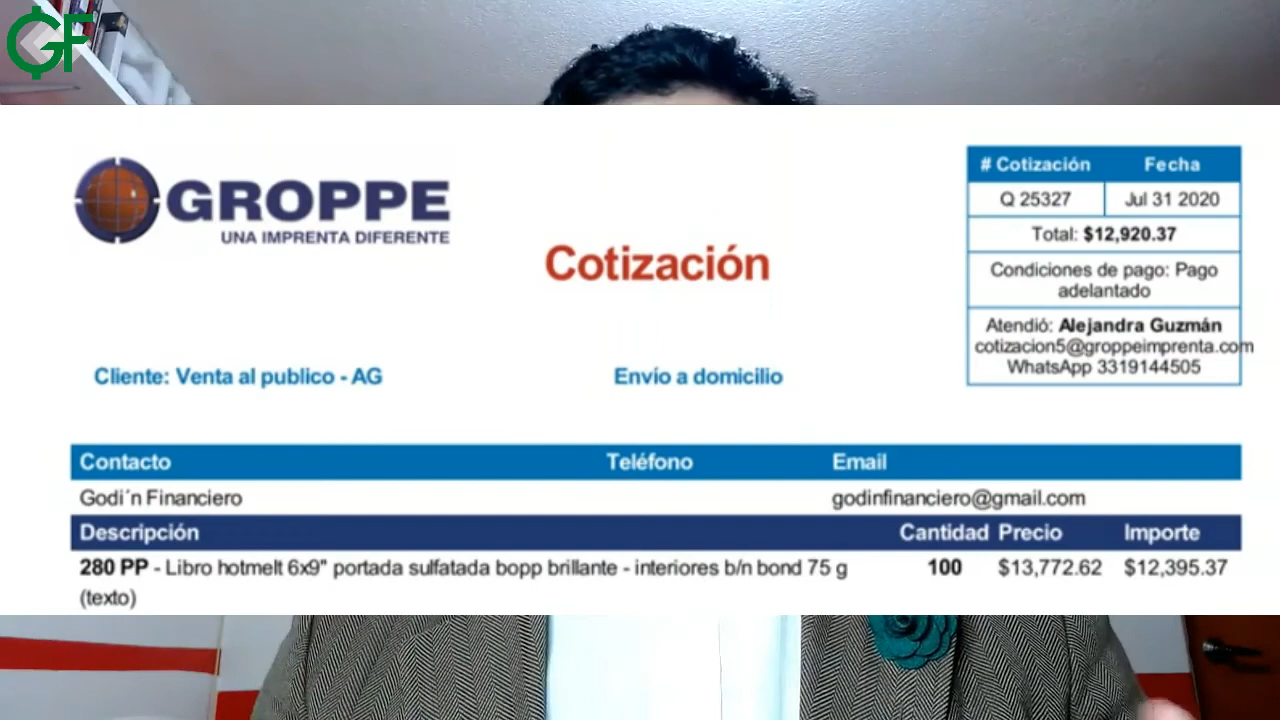 GF
GROPPE
UNA IMPRENTA DIFERENTE
Cotización
# Cotización Fecha
Q 25327 Jul 31 2020
Total: $12,920.37
Condiciones de pago: Pago
adelantado
Atendió: Alejandra Guzmán
cotizacion5@groppeimprenta.com
WhatsApp 3319144505
Cliente: Venta al publico - AG Envío a domicilio
Contacto Teléfono Email
Godi´n Financiero godinfinanciero@gmail.com
Descripción Cantidad Precio Importe
280 PP - Libro hotmelt 6x9" portada sulfatada bopp brillante - interiores b/n bond 75 g 100 $13,772.62 $12,395.37
(texto)